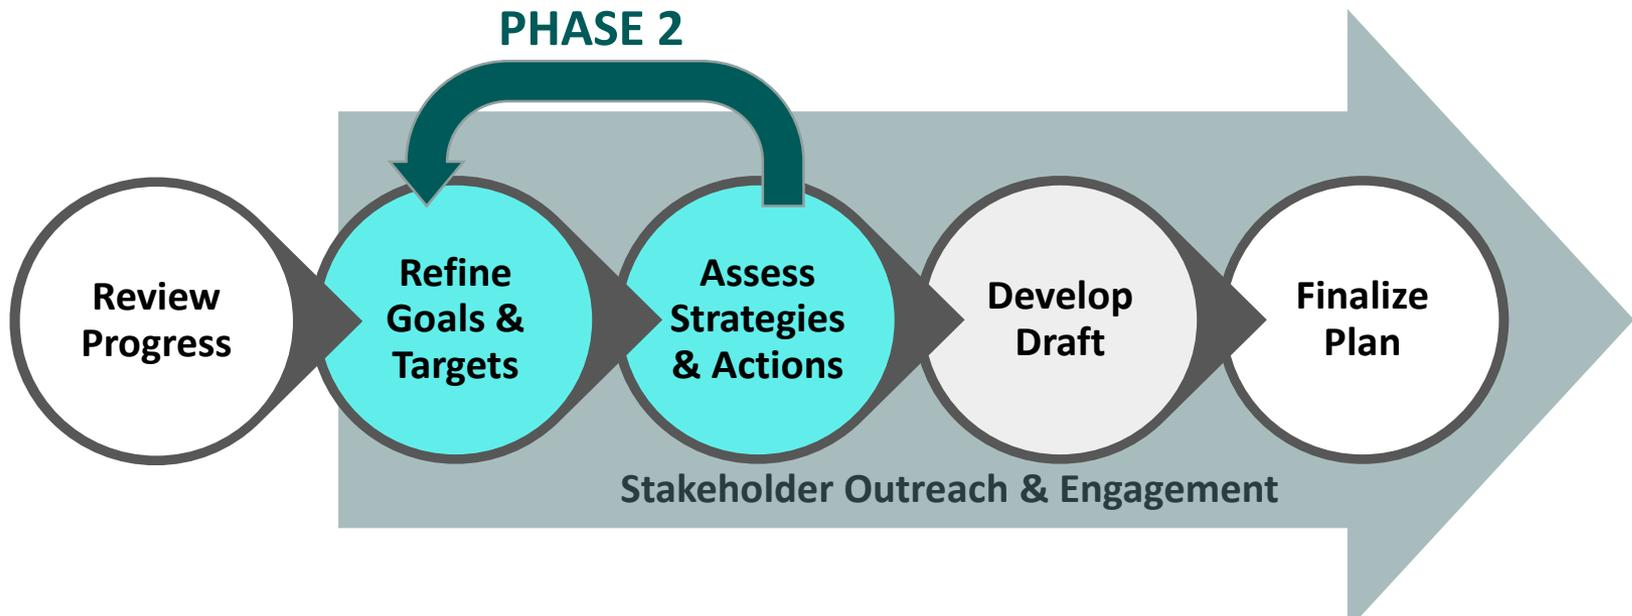 PHASE 2
Review
Progress
Refine
Goals &
Targets
Assess
Strategies
& Actions
Develop
Draft
Finalize
Plan
Stakeholder Outreach & Engagement